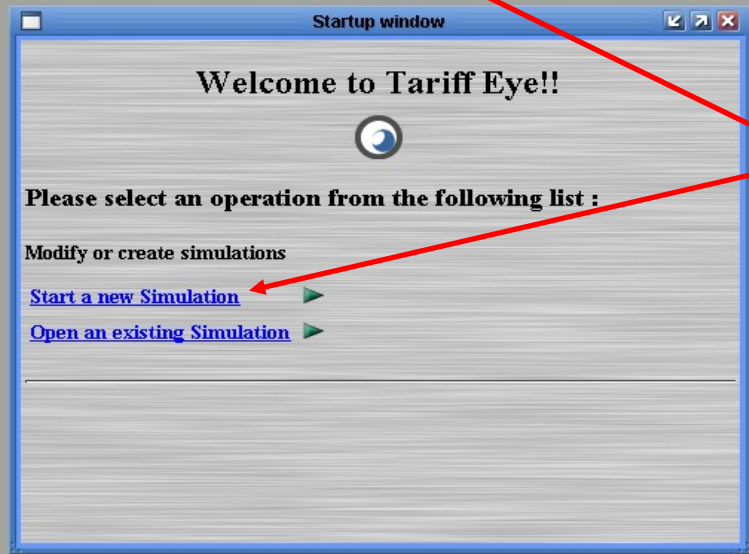 Startup window
Welcome to Tariff Eye!!
Please select an operation from the following list :
Modify or create simulations
Start a new Simulation
Open an existing Simulation